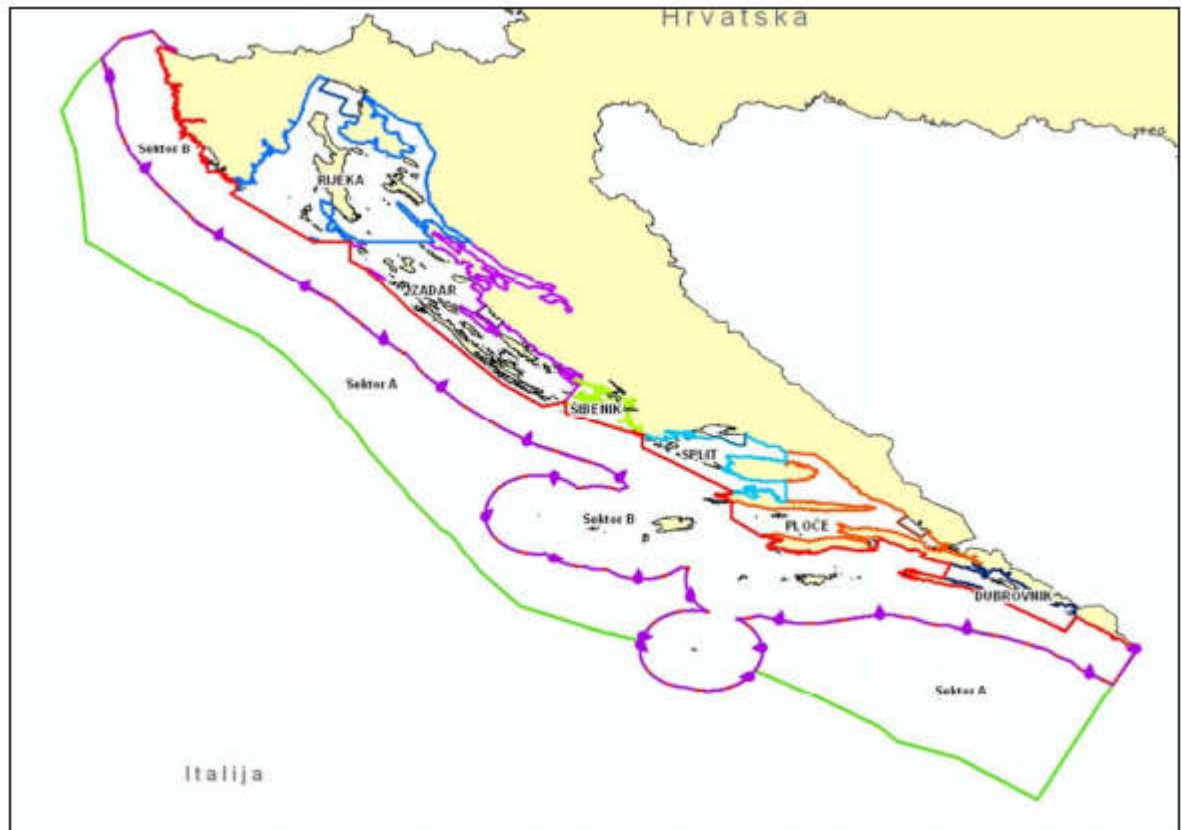 Hrvatska
Sektor B
RIJEKA
ZADAR
Sektor A
ŠIBENIK
SPLIT
Sektor B
PLOČE
DUBROVNIK
Sektor A
Italija